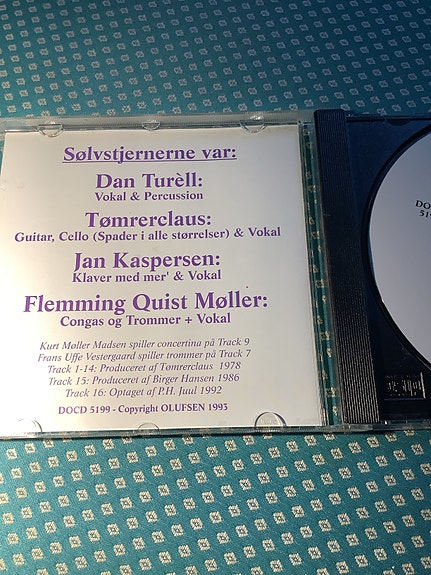 Sølvstjernerne var:
Dan Turèll:
Vokal & Percussion
Tømrerclaus:
Guitar, Cello (Spader i alle størrelser) & Vokal
Jan Kaspersen:
Klaver med mer' & Vokal
Flemming Quist Møller:
Congas og Trommer + Vokal
Kurt Møller Madsen spiller concertina på Track 9
Frans Uffe Vestergaard spiller trommer på Track 7
Track 1-14: Produceret af Tømrerclaus 1978
Track 15: Produceret af Birger Hansen 1986
Track 16: Optaget af P.H. Juul 1992
DOCD 5199 - Copyright OLUFSEN 1993
DO
51